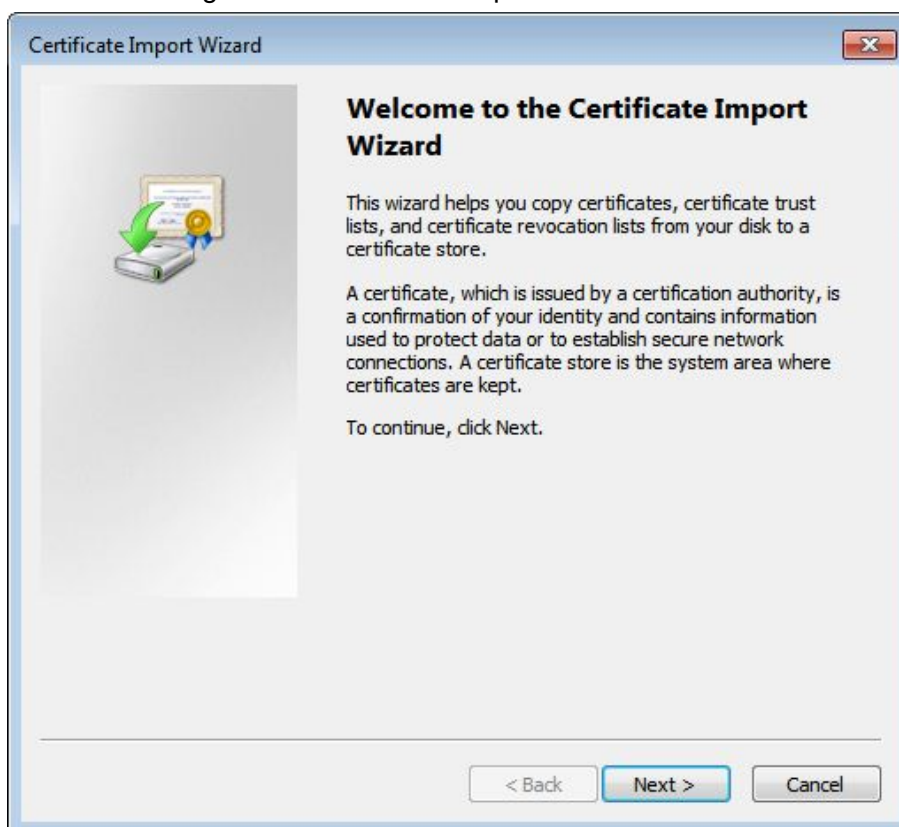 Certificate Import Wizard
Welcome to the Certificate Import
Wizard
This wizard helps you copy certificates, certificate trust
lists, and certificate revocation lists from your disk to a
certificate store.
A certificate, which is issued by a certification authority, is
a confirmation of your identity and contains information
used to protect data or to establish secure network
connections. A certificate store is the system area where
certificates are kept.
To continue, click Next.
< Back
Next >
Cancel